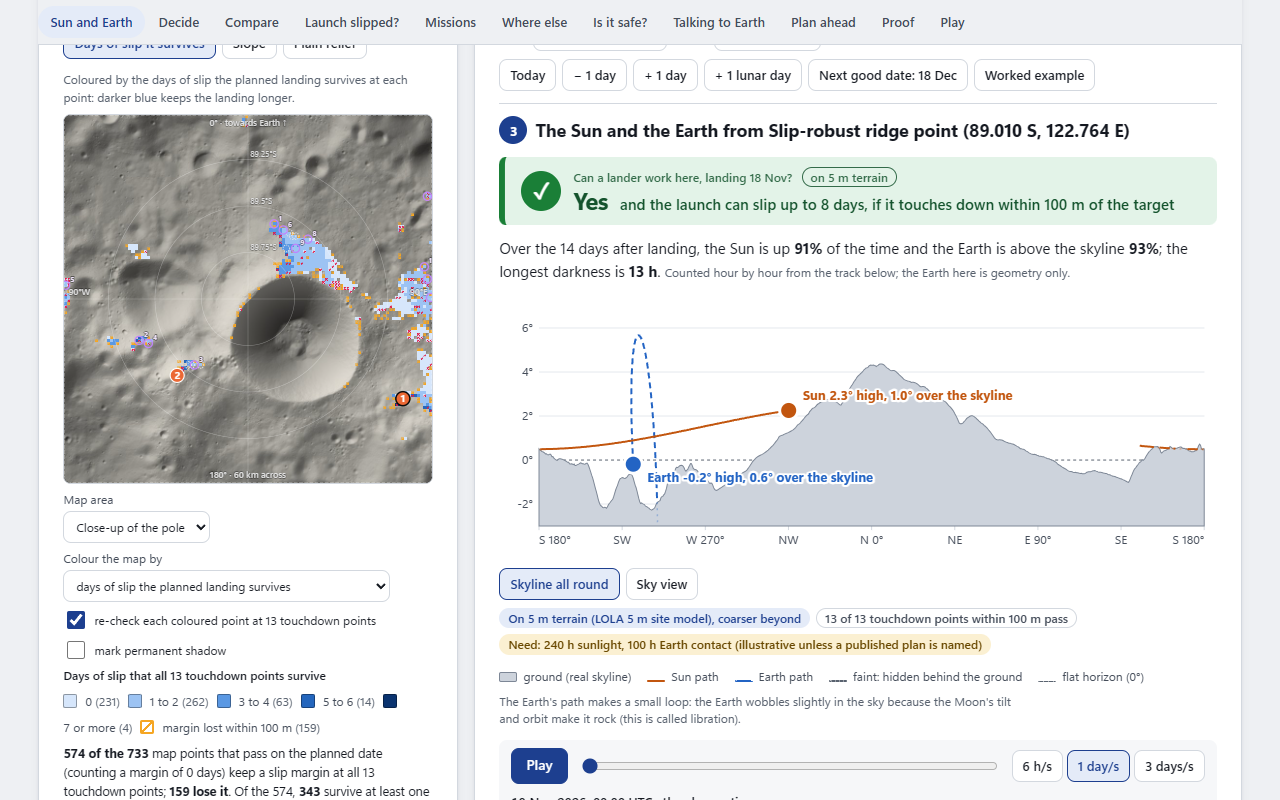 Sun and Earth Decide Compare Launch slipped? Missions Where else Is it safe? Talking to Earth Plan ahead Proof Play
Days of slip it survives Slope Plain relief
Coloured by the days of slip the planned landing survives at each
point: darker blue keeps the landing longer.
0° · towards Earth ↑
89.25°S
89.5°S
89.75°S
90°W
90°E
1
6
8
9
5
2
4
3
2
1
180° · 60 km across
Map area
Close-up of the pole
Colour the map by
days of slip the planned landing survives
re-check each coloured point at 13 touchdown points
mark permanent shadow
Days of slip that all 13 touchdown points survive
0 (231) 1 to 2 (262) 3 to 4 (63) 5 to 6 (14)
7 or more (4) margin lost within 100 m (159)
574 of the 733 map points that pass on the planned date
(counting a margin of 0 days) keep a slip margin at all 13
touchdown points; 159 lose it. Of the 574, 343 survive at least one
Today − 1 day + 1 day + 1 lunar day Next good date: 18 Dec Worked example
3 The Sun and the Earth from Slip-robust ridge point (89.010 S, 122.764 E)
Can a lander work here, landing 18 Nov? on 5 m terrain
Yes and the launch can slip up to 8 days, if it touches down within 100 m of the target
Over the 14 days after landing, the Sun is up 91% of the time and the Earth is above the skyline 93%; the
longest darkness is 13 h. Counted hour by hour from the track below; the Earth here is geometry only.
6°
4°
Sun 2.3° high, 1.0° over the skyline
2°
0°
Earth -0.2° high, 0.6° over the skyline
-2°
S 180° SW W 270° NW N 0° NE E 90° SE S 180°
Skyline all round Sky view
On 5 m terrain (LOLA 5 m site model), coarser beyond 13 of 13 touchdown points within 100 m pass
Need: 240 h sunlight, 100 h Earth contact (illustrative unless a published plan is named)
ground (real skyline) Sun path Earth path faint: hidden behind the ground flat horizon (0°)
The Earth's path makes a small loop: the Earth wobbles slightly in the sky because the Moon's tilt
and orbit make it rock (this is called libration).
Play 6 h/s 1 day/s 3 days/s